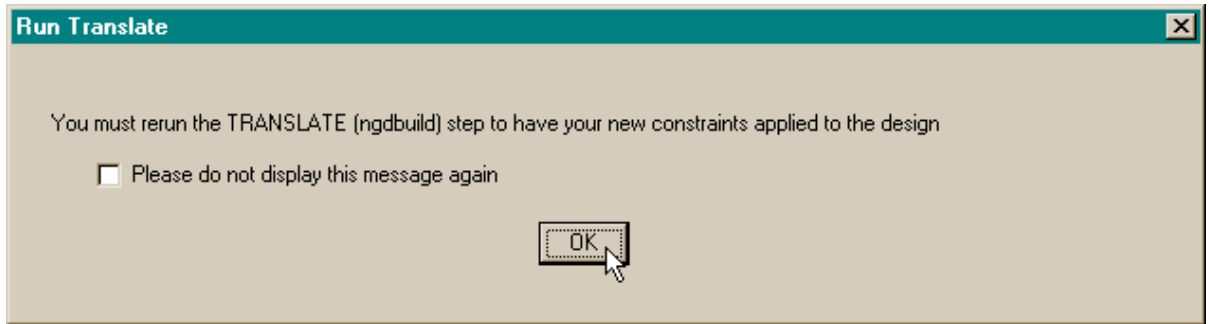 Run Translate
You must rerun the TRANSLATE (ngdbuild) step to have your new constraints applied to the design
Please do not display this message again
OK